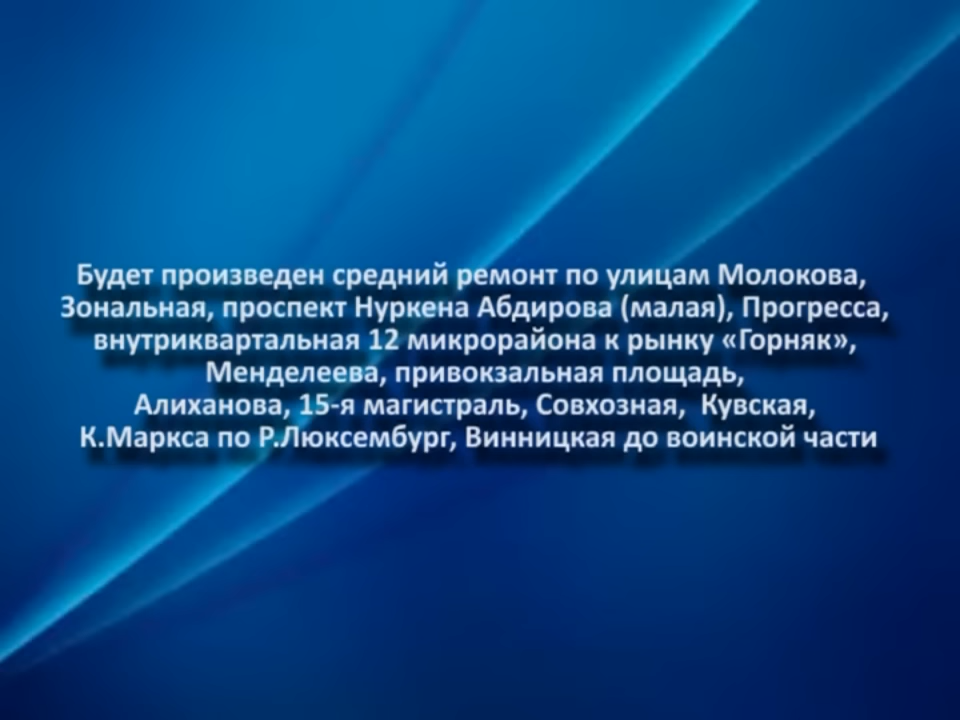 Будет произведен средний ремонт по улицам Молокова,
Зональная, проспект Нуркена Абдирова (малая), Прогресса,
внутриквартальная 12 микрорайона к рынку «Горняк»,
Менделеева, привокзальная площадь,
Алиханова, 15-я магистраль, Совхозная, Кувская,
К.Маркса по Р.Люксембург, Винницкая до воинской части